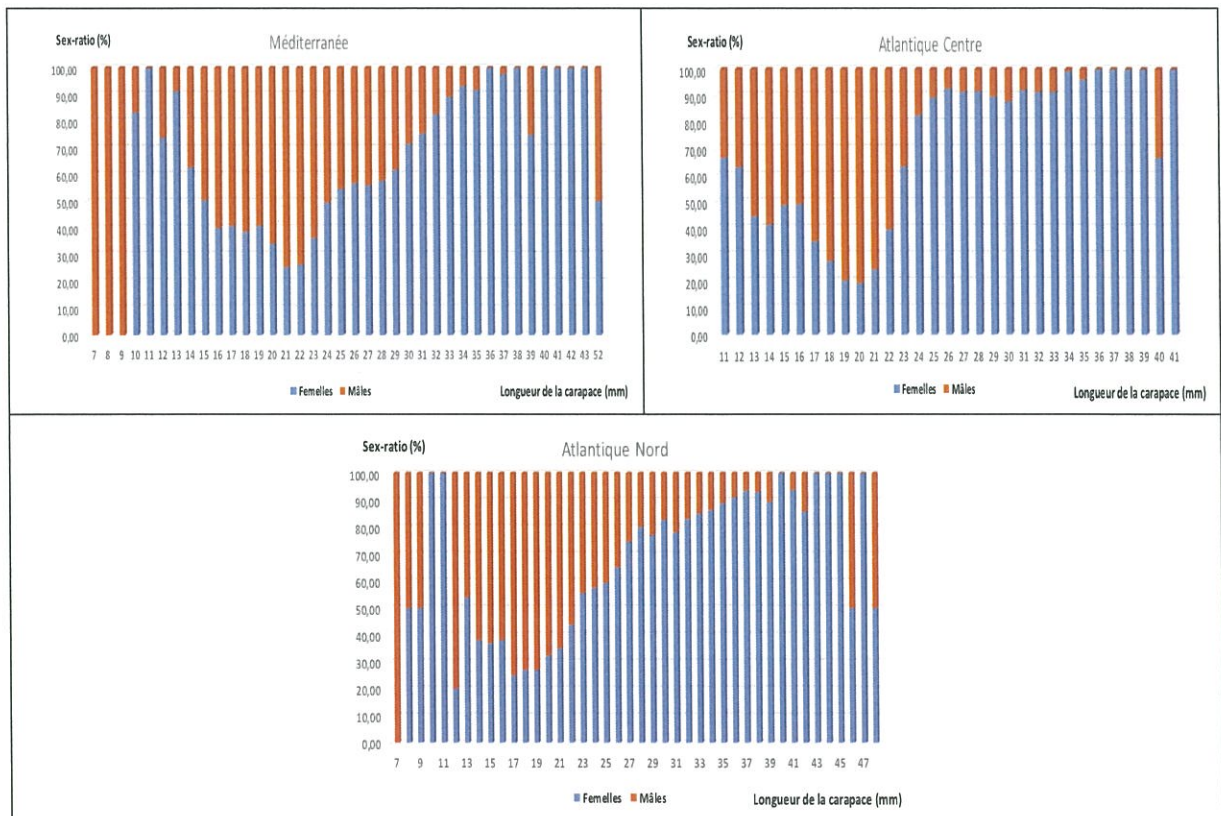 Sex-ratio (%)
Méditerranée
100,00
90,00
80,00
70,00
60,00
50,00
40,00
30,00
20,00
10,00
0,00
7 8 9 10 11 12 13 14 15 16 17 18 19 20 21 22 23 24 25 26 27 28 29 30 31 32 33 34 35 36 37 38 39 40 41 42 43 52
Femelles Mâles
Longueur de la carapace (mm)
Sex-ratio (%)
Atlantique Centre
100,00
90,00
80,00
70,00
60,00
50,00
40,00
30,00
20,00
10,00
0,00
11 12 13 14 15 16 17 18 19 20 21 22 23 24 25 26 27 28 29 30 31 32 33 34 35 36 37 38 39 40 41
Femelles Mâles
Longueur de la carapace (mm)
Sex-ratio (%)
Atlantique Nord
100,00
90,00
80,00
70,00
60,00
50,00
40,00
30,00
20,00
10,00
0,00
7 9 11 13 15 17 19 21 23 25 27 29 31 33 35 37 39 41 43 45 47
Femelles Mâles
Longueur de la carapace (mm)